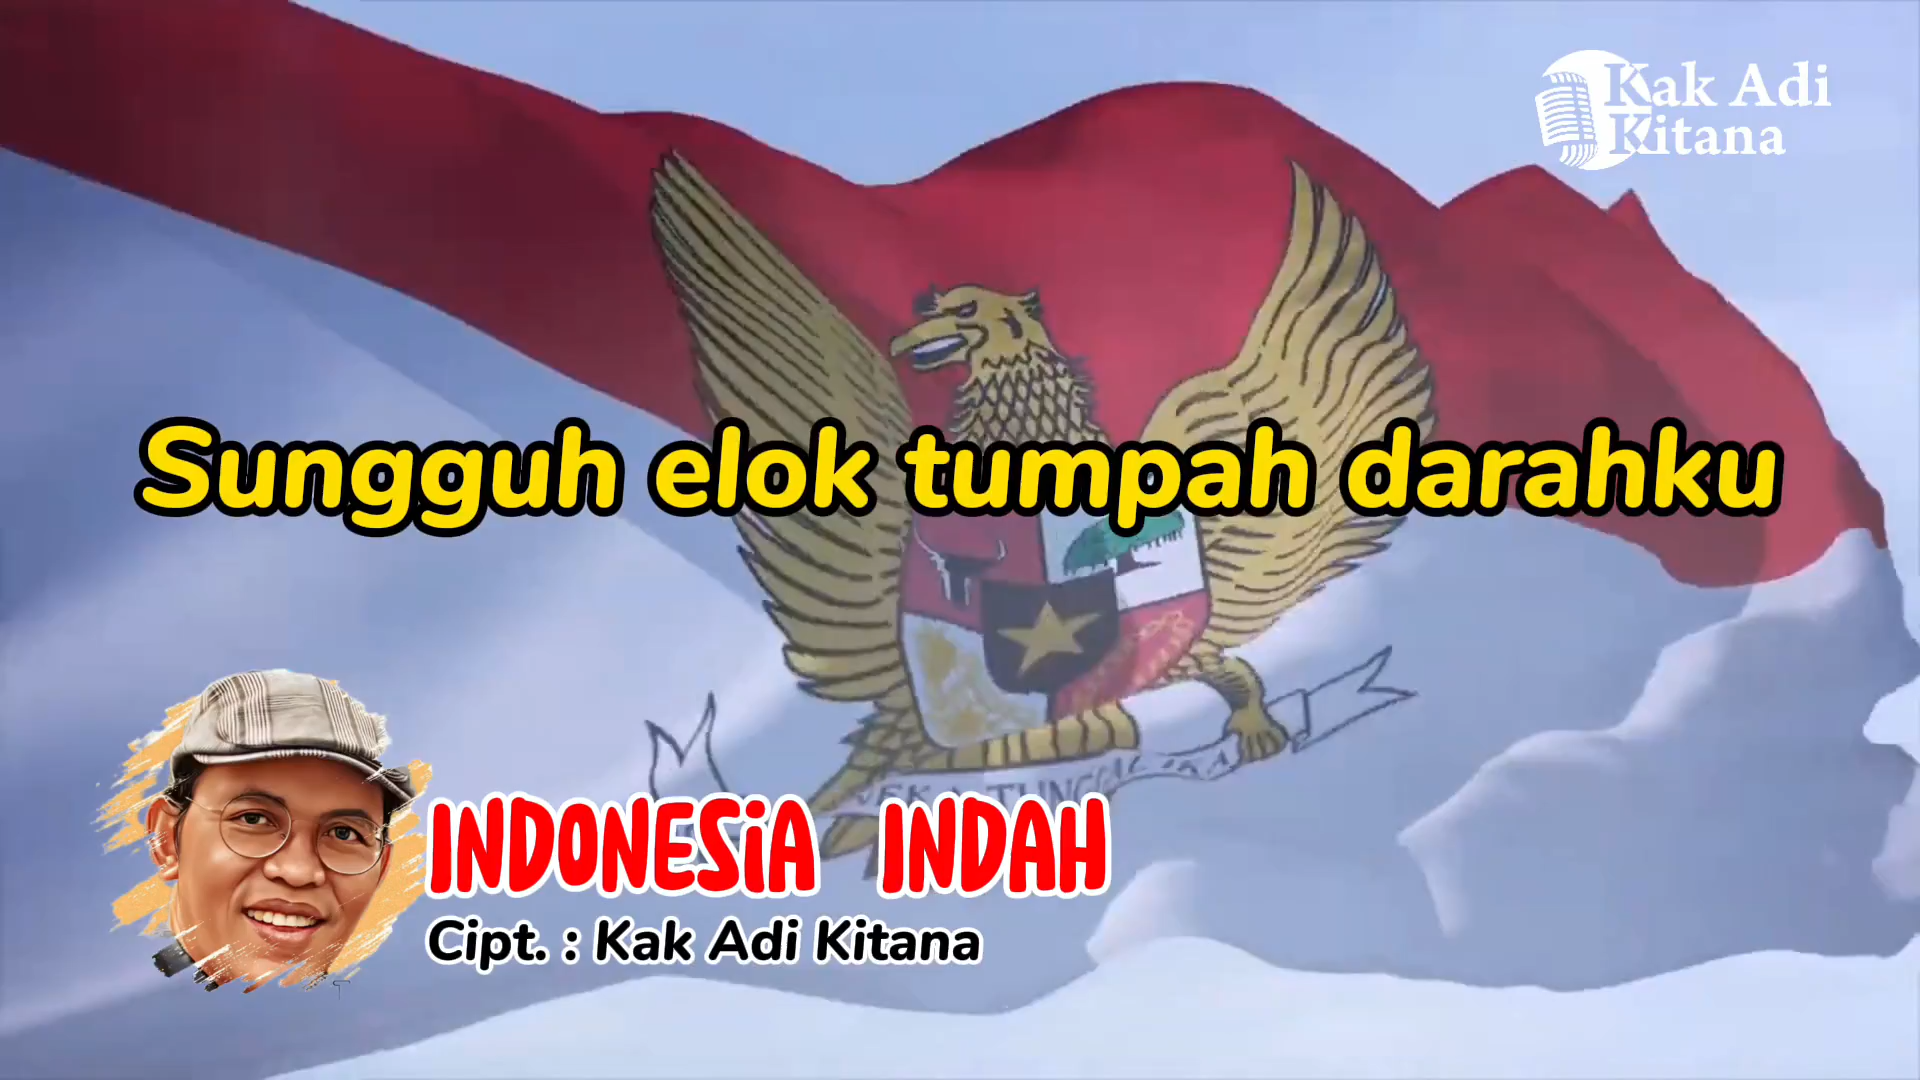 Kak Adi
Kitana
Sungguh elok tumpah darahku
INDONESiA INDAH
Cipt. : Kak Adi Kitana